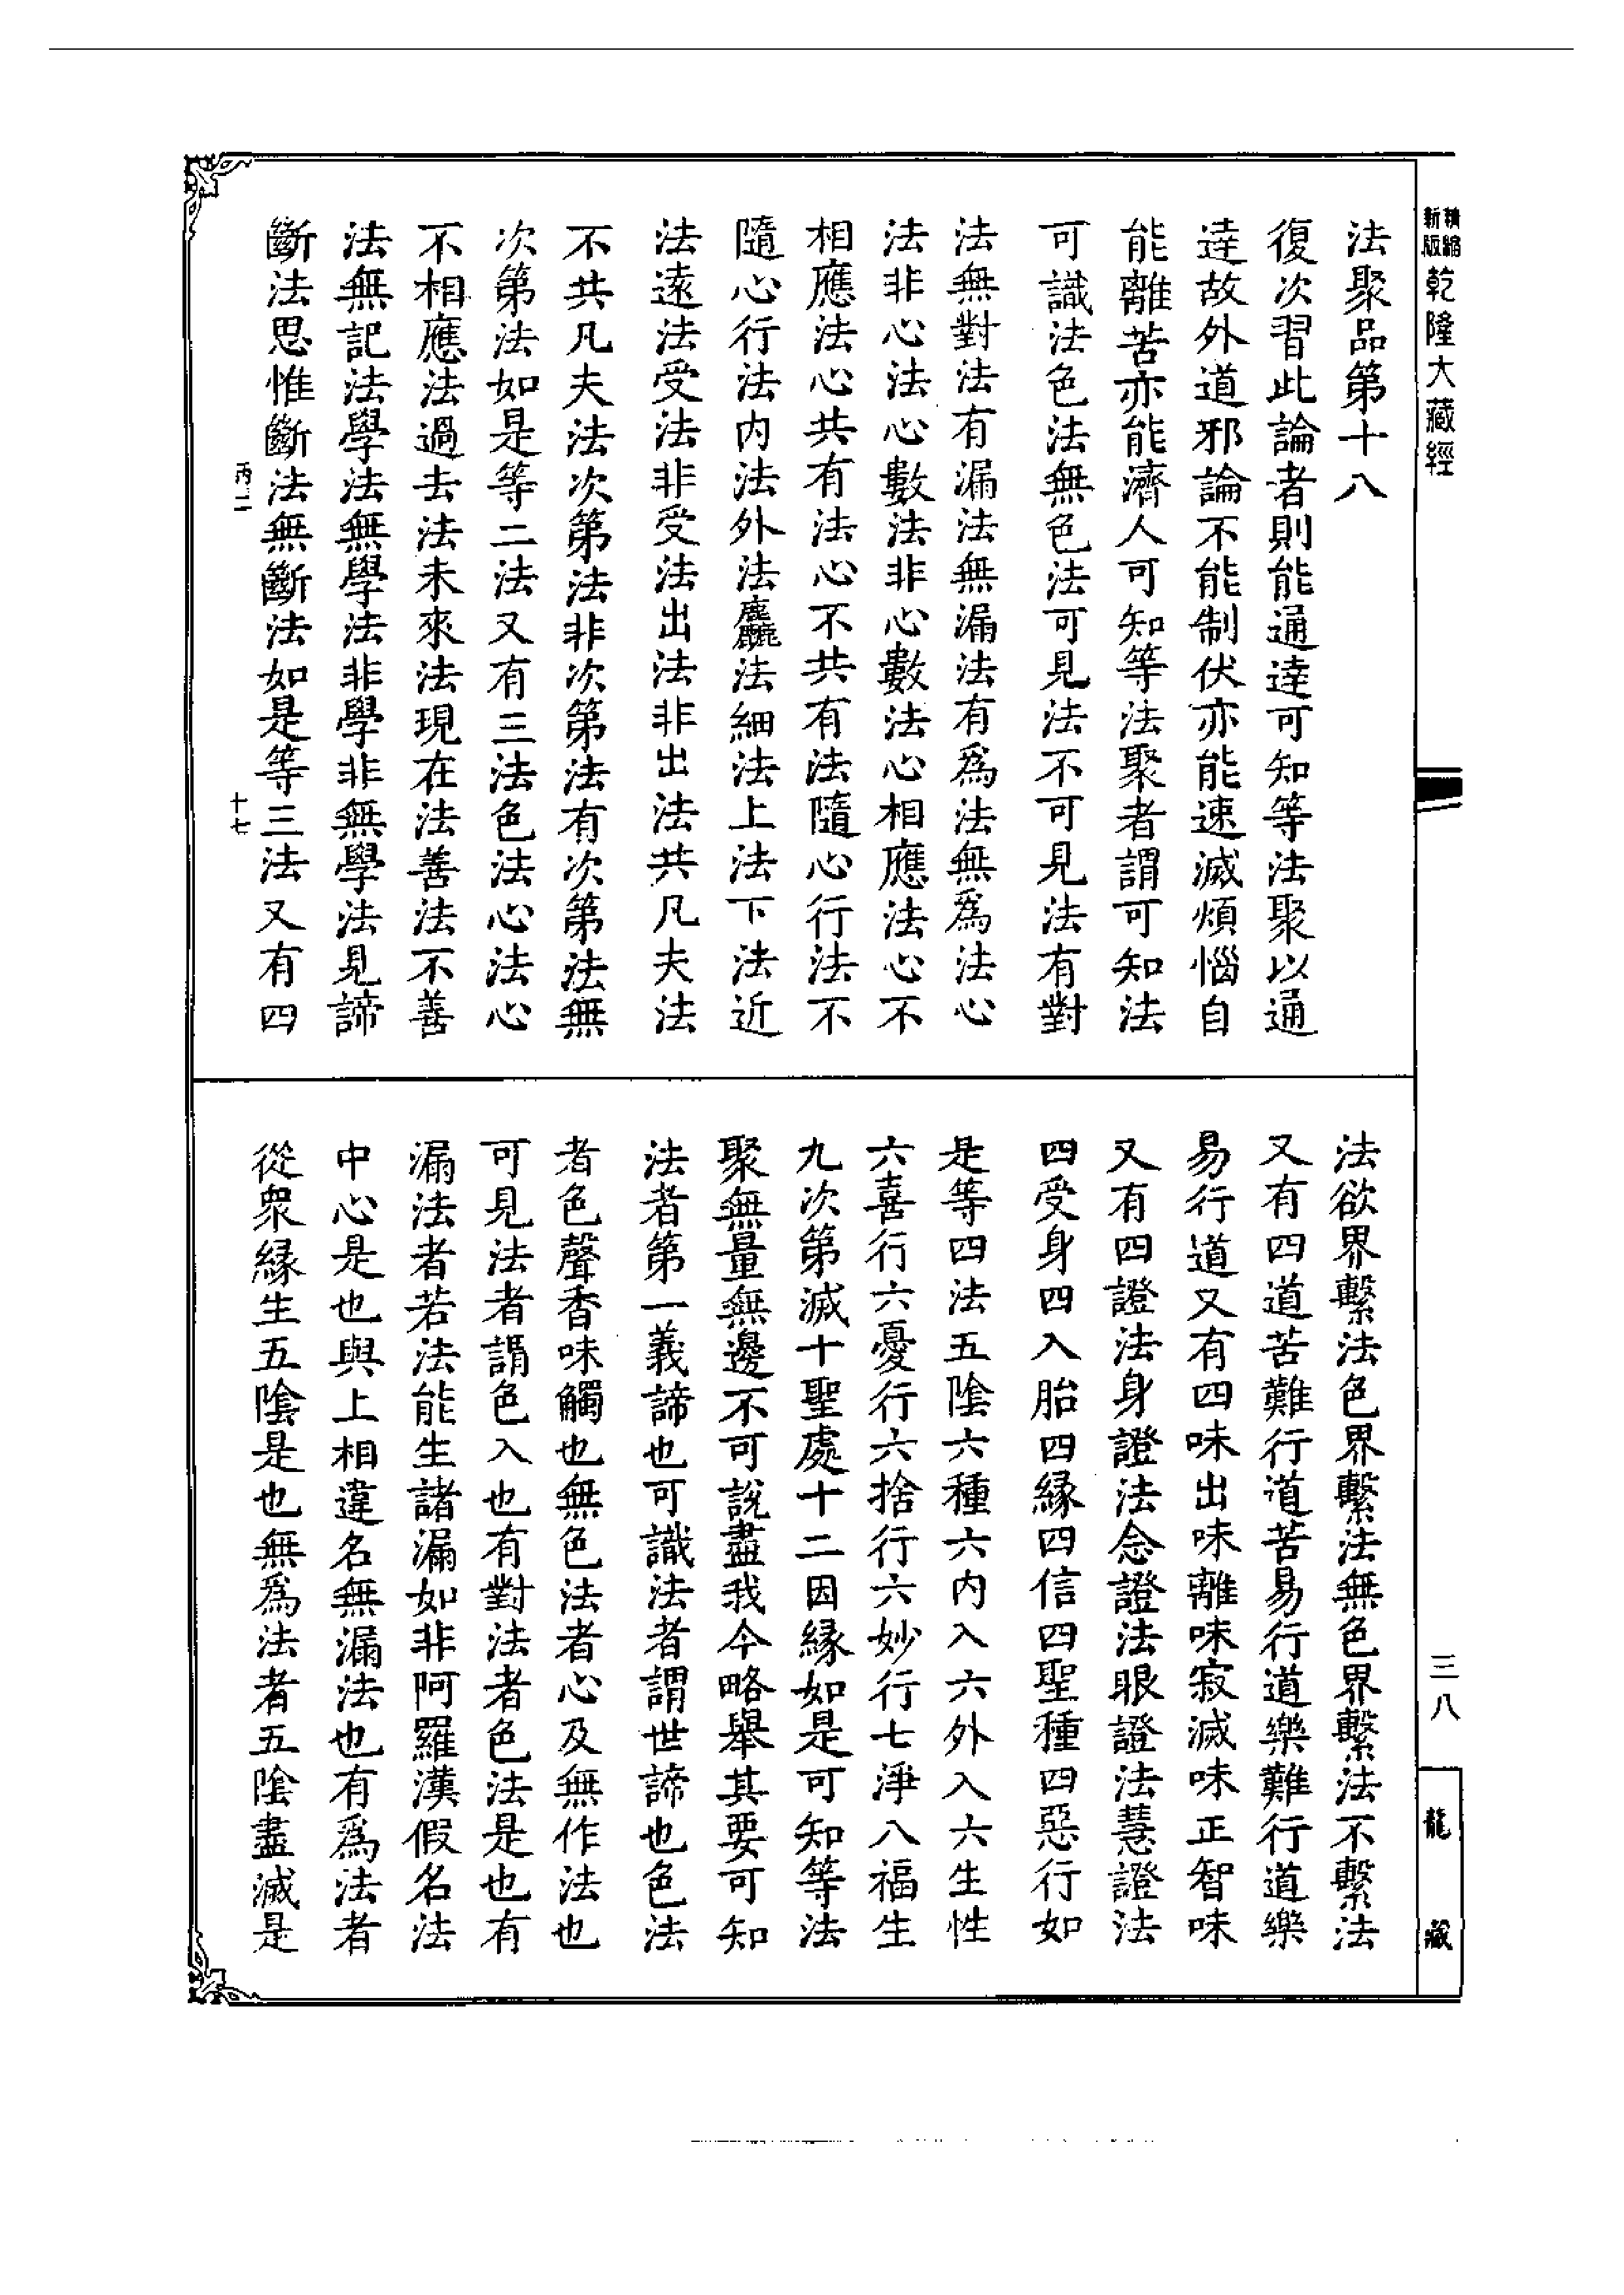 精縮新版乾隆大藏經
法聚品第十八
復次習此論者則能通達可知等法聚以通
達故外道邪論不能制伏亦能速滅煩惱自
能離苦亦能濟人可知等法聚者謂可知法
可識法色法無色法可見法不可見法有對
法無對法有漏法無漏法有爲法無爲法心
法非心法心數法非心數法心相應法心不
相應法心共有法心不共有法隨心行法不
隨心行法内法外法麤法細法上法下法近
法遠法受法非受法出法非出法共凡夫法
不共凡夫法次第法非次第法有次第法無
次第法如是等二法又有三法色法心法心
不相應法過去法未來法現在法善法不善
法無記法學法無學法非學非無學法見諦
斷法思惟斷法無斷法如是等三法又有四
十七
三八
龍藏
法欲界繫法色界繫法無色界繫法不繫法
又有四道苦難行道苦易行道樂難行道樂
易行道又有四味出味離味寂滅味正智味
又有四證法身證法念證法眼證法慧證法
四受身四入胎四緣四信四聖種四惡行如
是等四法五陰六種六内入六外入六生性
六喜行六憂行六捨行六妙行七淨八福生
九次第滅十聖處十二因緣如是可知等法
聚無量無邊不可說盡我今略舉其要可知
法者第一義諦也可識法者謂世諦也色法
者色聲香味觸也無色法者心及無作法也
可見法者謂色入也有對法者色法是也有
漏法者若法能生諸漏如非阿羅漢假名法
中心是也與上相違名無漏法也有爲法者
從衆緣生五陰是也無爲法者五陰盡滅是